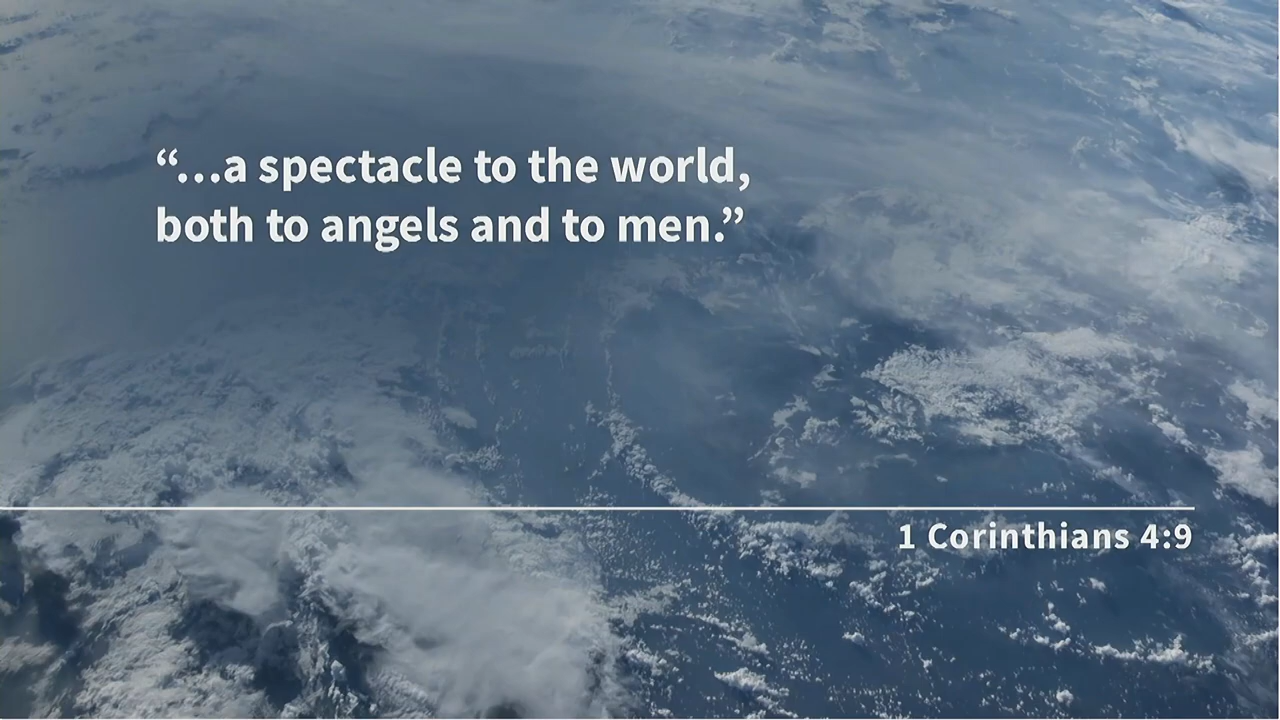 “…a spectacle to the world,
both to angels and to men.”
1 Corinthians 4:9